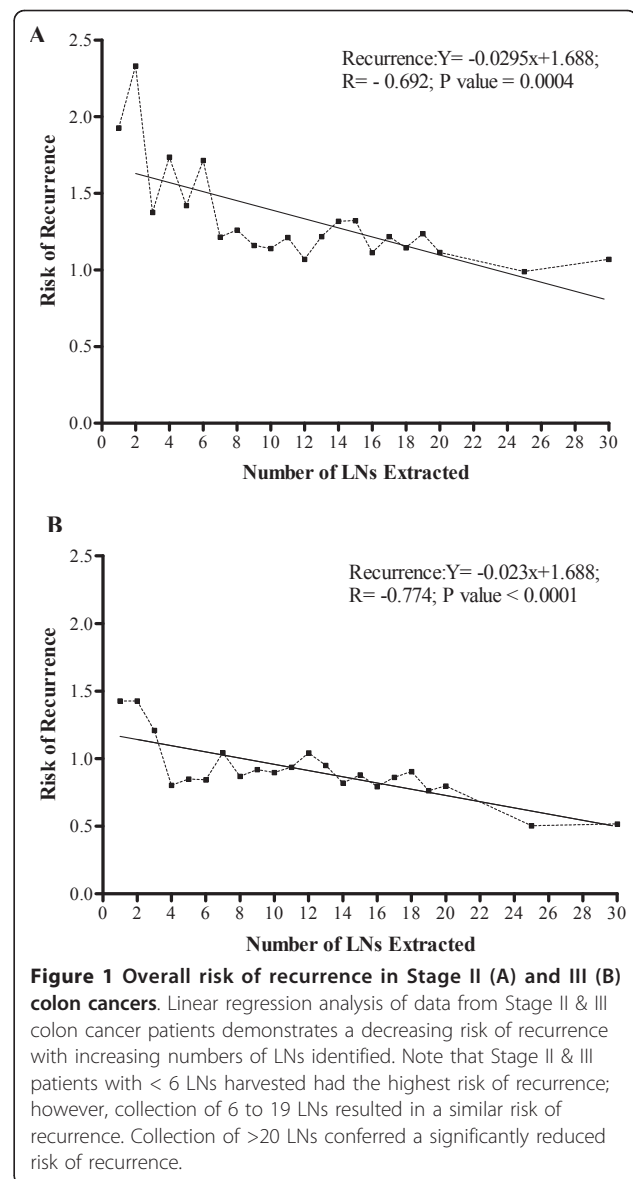 A
Recurrence:Y= -0.0295x+1.688;
R= - 0.692; P value = 0.0004
2.5
2.0
1.5
1.0
0.5
0.0
Risk of Recurrence
0 2 4 6 8 10 12 14 16 18 20 22 24 26 28 30
Number of LNs Extracted
B
Recurrence:Y= -0.023x+1.688;
R= -0.774; P value < 0.0001
2.5
2.0
1.5
1.0
0.5
0.0
Risk of Recurrence
0 2 4 6 8 10 12 14 16 18 20 22 24 26 28 30
Number of LNs Extracted
Figure 1 Overall risk of recurrence in Stage II (A) and III (B)
colon cancers. Linear regression analysis of data from Stage II & III
colon cancer patients demonstrates a decreasing risk of recurrence
with increasing numbers of LNs identified. Note that Stage II & III
patients with < 6 LNs harvested had the highest risk of recurrence;
however, collection of 6 to 19 LNs resulted in a similar risk of
recurrence. Collection of >20 LNs conferred a significantly reduced
risk of recurrence.